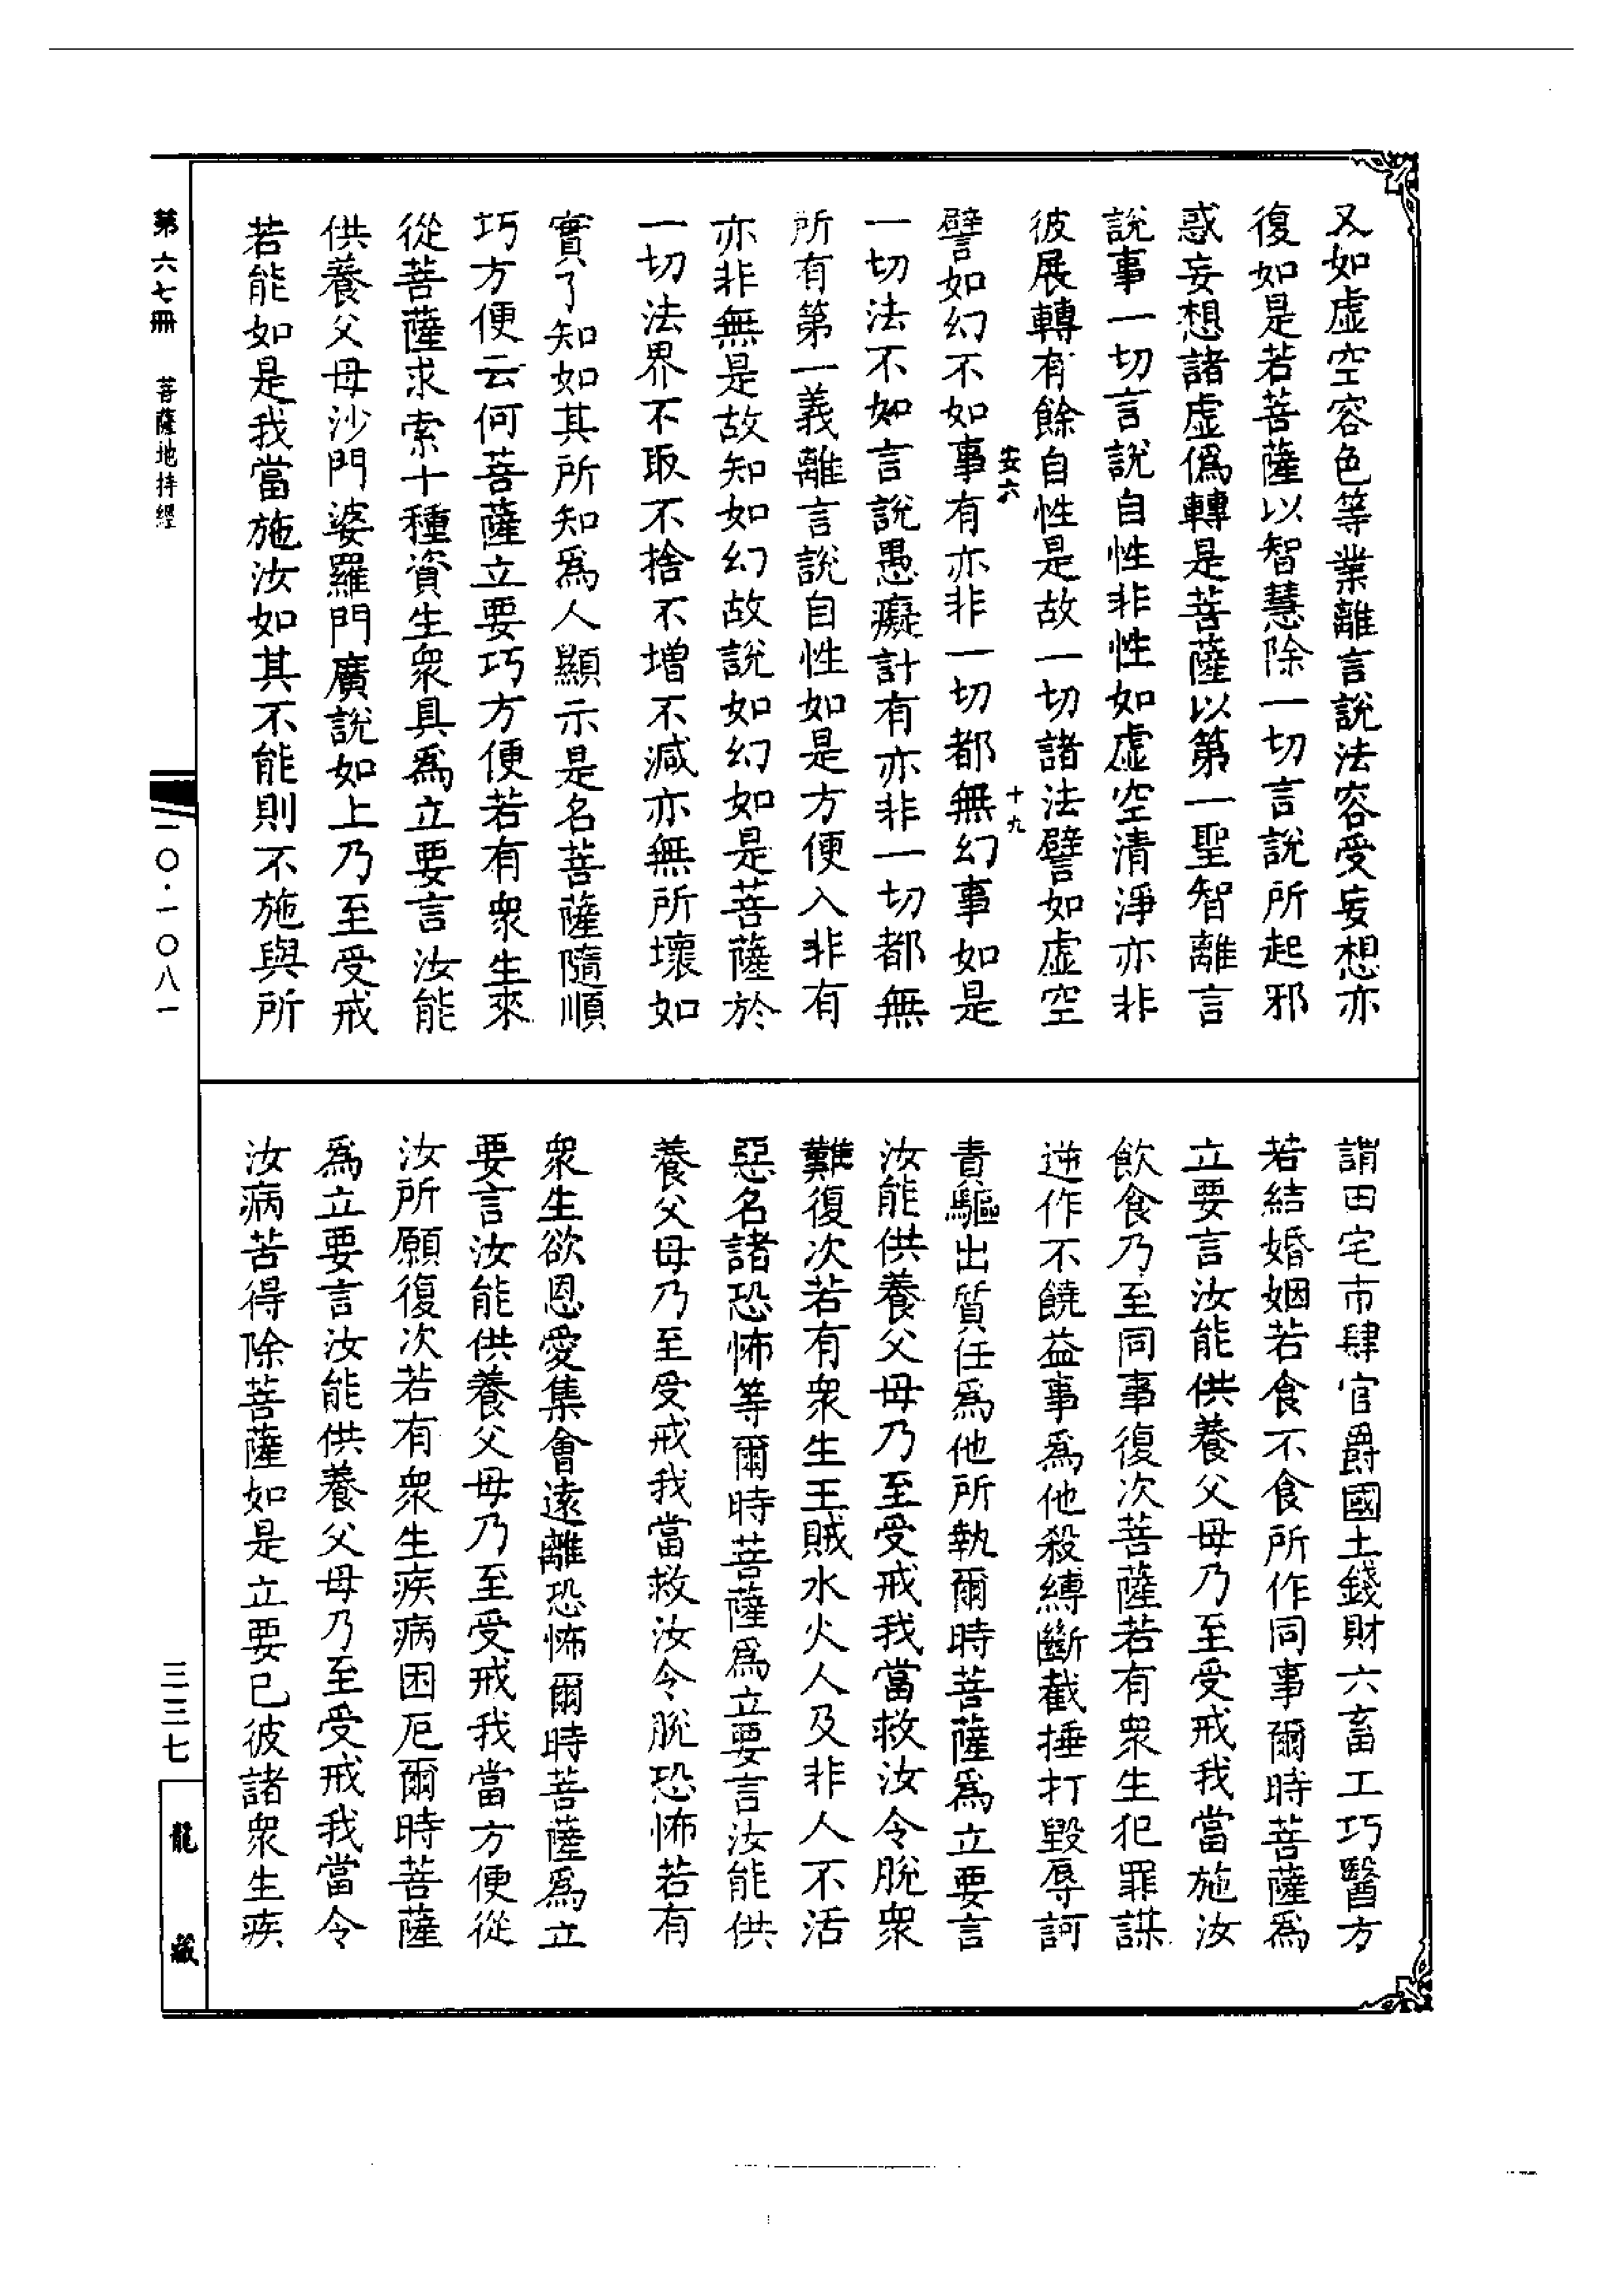 又如虛空容色等業離言說法容受妄想亦
復如是若菩薩以智慧除一切言說所起邪
惑妄想諸虛僞轉是菩薩以第一聖智離言
說事一切言說自性非性如虛空清淨亦非
彼展轉有餘自性是故一切諸法譬如虛空
安六
十九
譬如幻不如事有亦非一切都無幻事如是
一切法不如言說愚癡計有亦非一切都無
所有第一義離言說自性如是方便入非有
亦非無是故知如幻故說如幻如是菩薩於
一切法界不取不捨不增不減亦無所壞如
實了知如其所知爲人顯示是名菩薩隨順
巧方便云何菩薩立要巧方便若有衆生來
從菩薩求索十種資生衆具爲立要言汝能
供養父母沙門婆羅門廣說如上乃至受戒
若能如是我當施汝如其不能則不施與所
謂田宅市肆官爵國土錢財六畜工巧醫方
若結婚姻若食不食所作同事爾時菩薩爲
立要言汝能供養父母乃至受戒我當施汝
飲食乃至同事復次菩薩若有衆生犯罪謀
逆作不饒益事爲他殺縛斷截捶打毀辱訶
責驅出質任爲他所執爾時菩薩爲立要言
汝能供養父母乃至受戒我當救汝令脫衆
難復次若有衆生王賊水火人及非人不活
惡名諸恐怖等爾時菩薩爲立要言汝能供
養父母乃至受戒我當救汝令脫恐怖若有
衆生欲恩愛集會遠離恐怖爾時菩薩爲立
要言汝能供養父母乃至受戒我當方便從
汝所願復次若有衆生疾病困厄爾時菩薩
爲立要言汝能供養父母乃至受戒我當令
汝病苦得除菩薩如是立要已彼諸衆生疾
第六七冊 菩薩地持經
一〇·一〇八一
三三七
龍藏